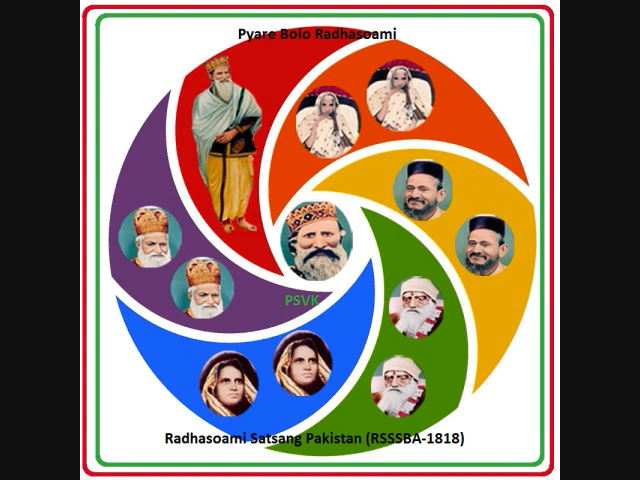 Pyare Bolo Radhasoami
PSVK
Radhasoami Satsang Pakistan (RSSSBA-1818)